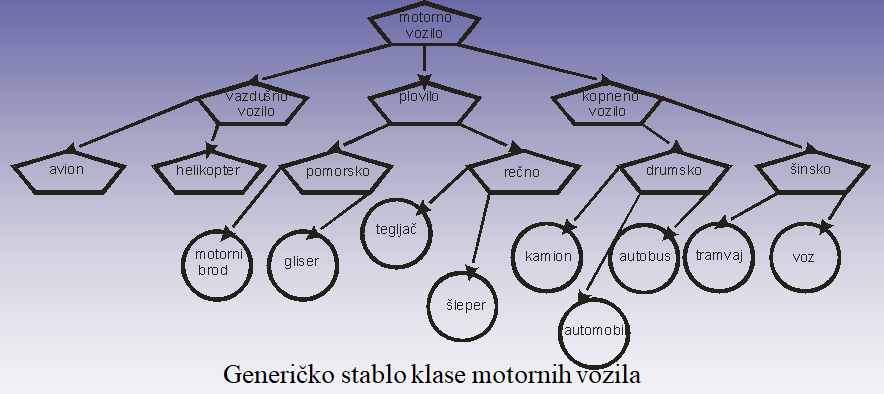 motorno
vozilo
vazdušno
vozilo
plovilo
kopneno
vozilo
avion
helikopter
pomorsko
rečno
drumsko
šinsko
motorni
brod
gliser
tegljač
šleper
kamion
automobil
autobus
tramvaj
voz
Generičko stablo klase motornih vozila